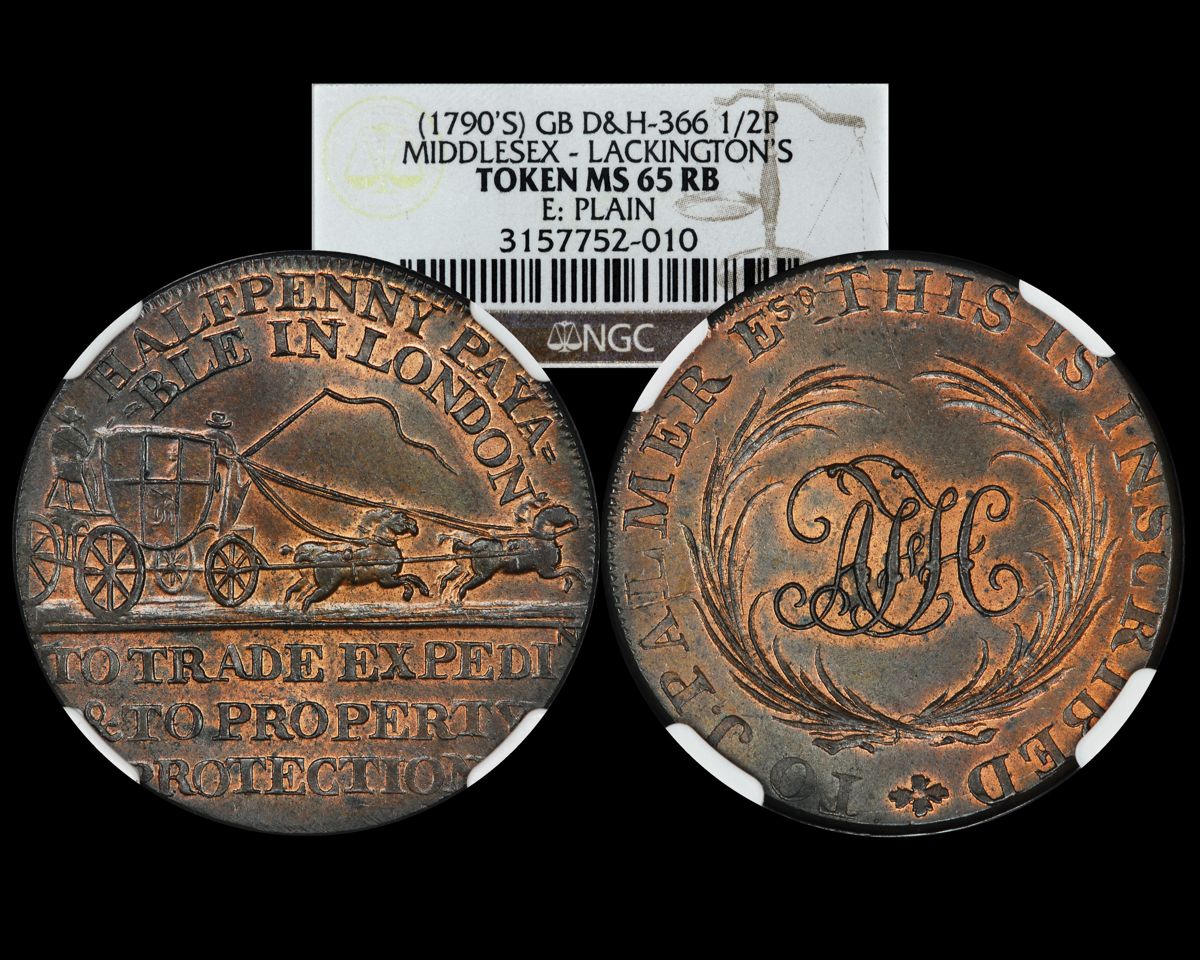 (1790'S) GB D&H-366 1/2P
MIDDLESEX - LACKINGTON'S
TOKEN MS 65 RB
E: PLAIN
3157752-010
NGC
HALFPENNY PAYA=
=BLE IN LONDON
TO TRADE EXPEDI
& TO PROPERTY
PROTECTION
TO J·PALMER ESQ THIS IS INSCRIBED
AFH